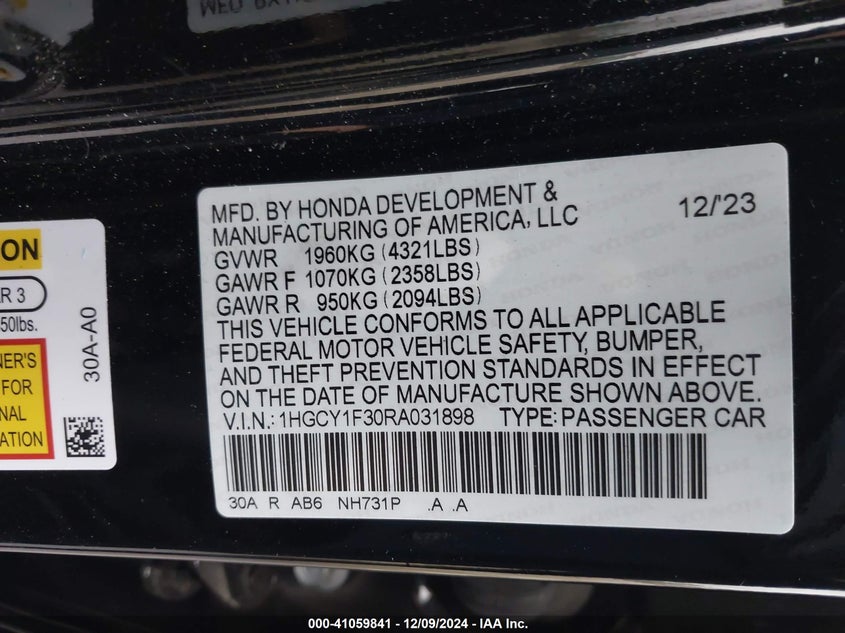 ON
R 3
50lbs.
NER'S
FOR
NAL
ATION
30A-A0
MFD. BY HONDA DEVELOPMENT &
MANUFACTURING OF AMERICA, LLC
12/'23
GVWR 1960KG (4321LBS)
GAWR F 1070KG (2358LBS)
GAWR R 950KG (2094LBS)
THIS VEHICLE CONFORMS TO ALL APPLICABLE
FEDERAL MOTOR VEHICLE SAFETY, BUMPER,
AND THEFT PREVENTION STANDARDS IN EFFECT
ON THE DATE OF MANUFACTURE SHOWN ABOVE.
V.I.N.: 1HGCY1F30RA031898 TYPE: PASSENGER CAR
30A R AB6 NH731P .A .A
000-41059841 - 12/09/2024 - IAA Inc.